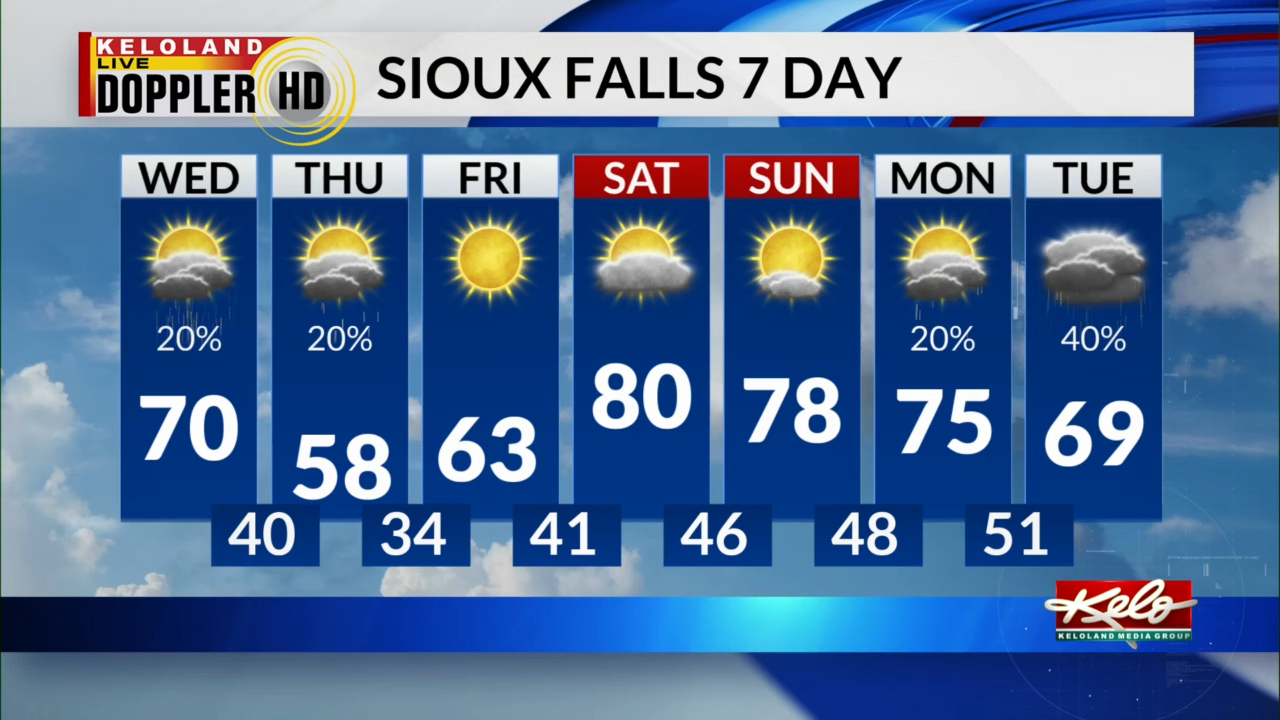 KELOLAND
LIVE
DOPPLER HD
SIOUX FALLS 7 DAY
WED THU FRI SAT SUN MON TUE
20% 20% 20% 40%
70 58 63 80 78 75 69
40 34 41 46 48 51
Kelo
KELOLAND MEDIA GROUP